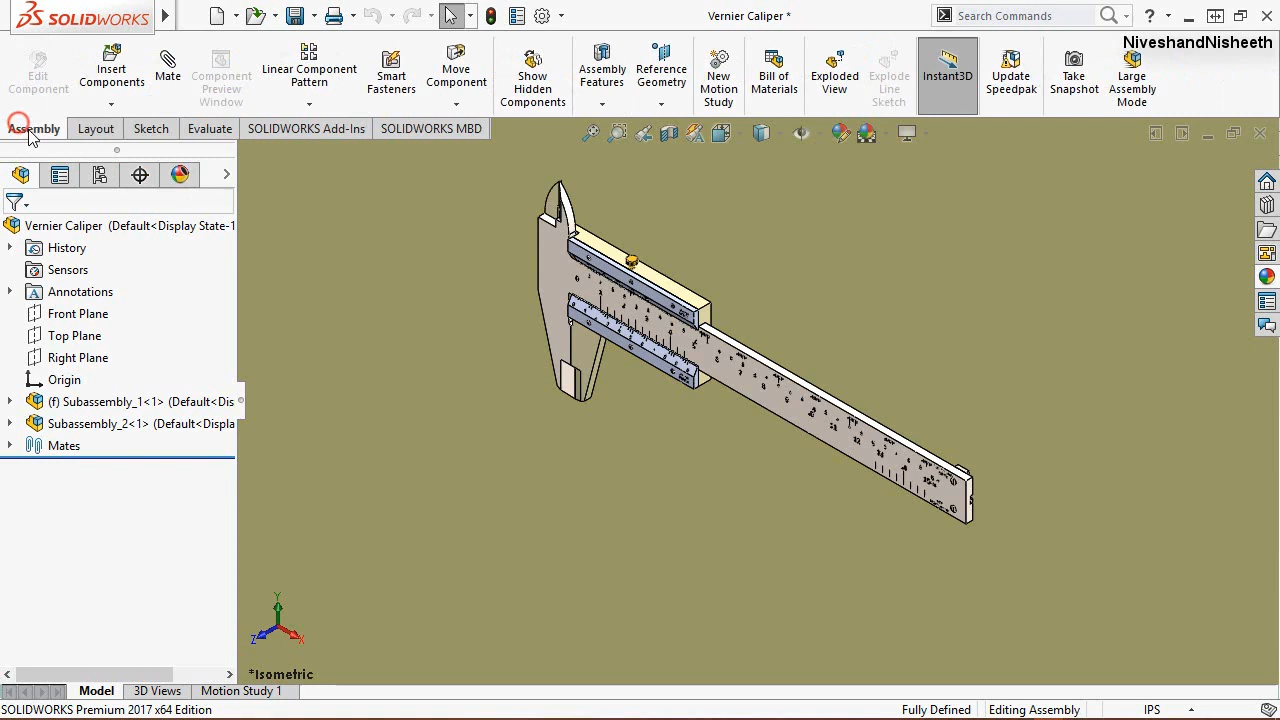 SOLIDWORKS
Vernier Caliper *
Search Commands
NiveshandNisheeth
Edit Component
Insert Components
Mate
Component Preview Window
Linear Component Pattern
Smart Fasteners
Move Component
Show Hidden Components
Assembly Features
Reference Geometry
New Motion Study
Bill of Materials
Exploded View
Explode Line Sketch
Instant3D
Update Speedpak
Take Snapshot
Large Assembly Mode
Assembly
Layout
Sketch
Evaluate
SOLIDWORKS Add-Ins
SOLIDWORKS MBD
Vernier Caliper (Default<Display State-1
History
Sensors
Annotations
Front Plane
Top Plane
Right Plane
Origin
(f) Subassembly_1<1> (Default<Dis
Subassembly_2<1> (Default<Displa
Mates
Y
Z
X
*Isometric
Model
3D Views
Motion Study 1
SOLIDWORKS Premium 2017 x64 Edition
Fully Defined
Editing Assembly
IPS